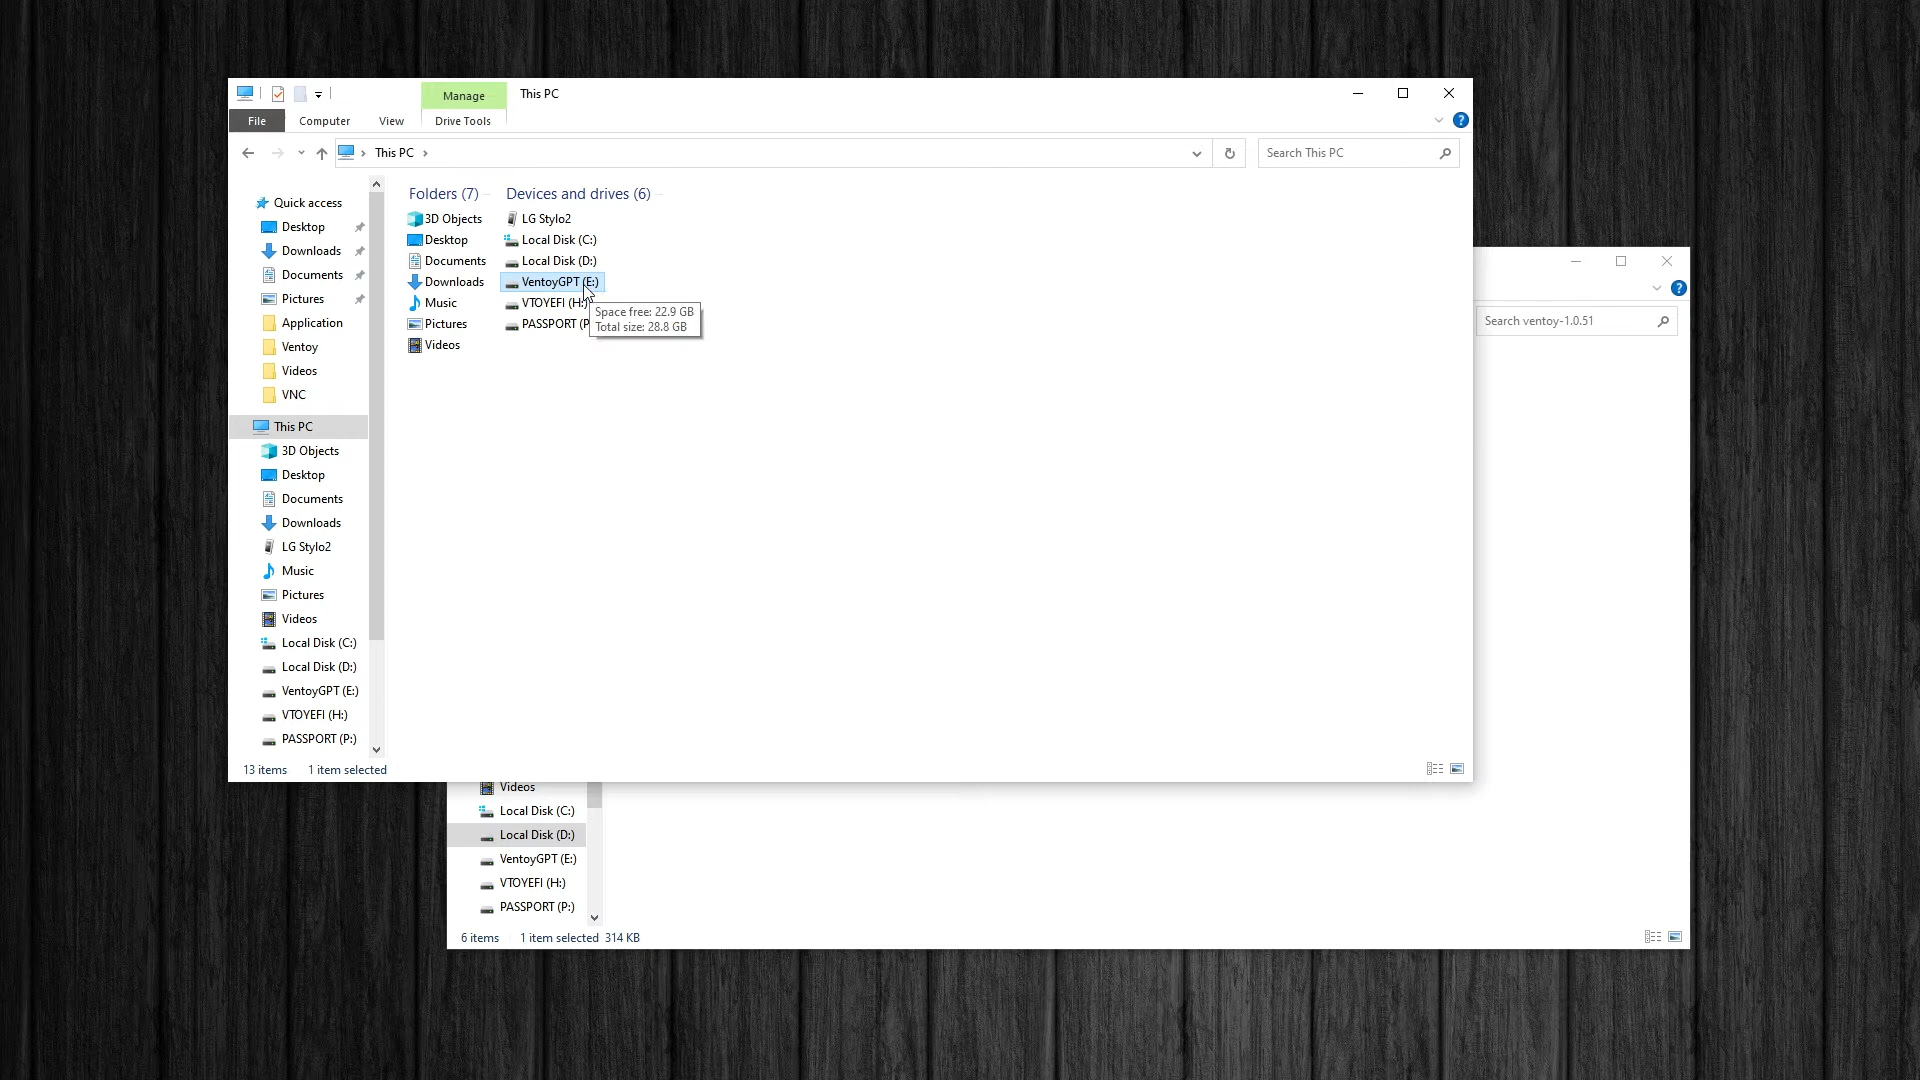 Manage
This PC
File
Computer
View
Drive Tools
This PC
Search This PC
Quick access
Desktop
Downloads
Documents
Pictures
Application
Ventoy
Videos
VNC
This PC
3D Objects
Desktop
Documents
Downloads
LG Stylo2
Music
Pictures
Videos
Local Disk (C:)
Local Disk (D:)
VentoyGPT (E:)
VTOYEFI (H:)
PASSPORT (P:)
Folders (7)
3D Objects
Desktop
Documents
Downloads
Music
Pictures
Videos
Devices and drives (6)
LG Stylo2
Local Disk (C:)
Local Disk (D:)
VentoyGPT (E:)
VTOYEFI (H:)
PASSPORT (P
Space free: 22.9 GB
Total size: 28.8 GB
13 items
1 item selected
Search ventoy-1.0.51
Videos
Local Disk (C:)
Local Disk (D:)
VentoyGPT (E:)
VTOYEFI (H:)
PASSPORT (P:)
6 items
1 item selected 314 KB